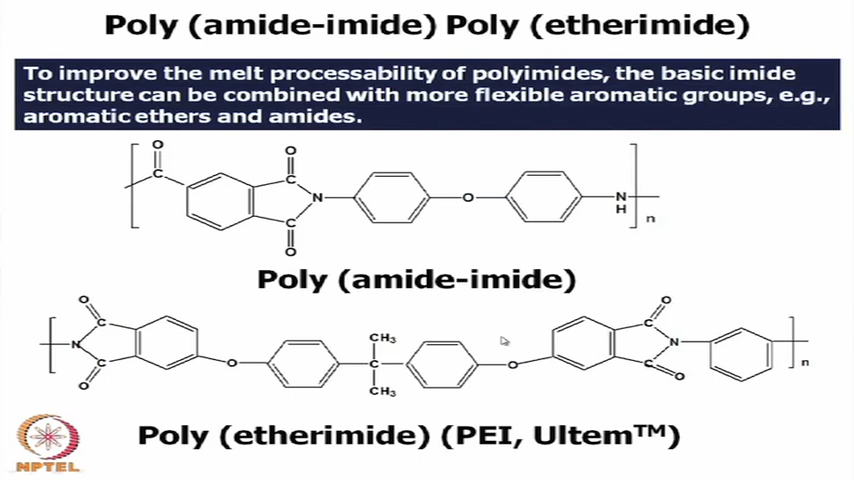 Poly (amide-imide) Poly (etherimide)
To improve the melt processability of polyimides, the basic imide
structure can be combined with more flexible aromatic groups, e.g.,
aromatic ethers and amides.
O
C
O
C
N
C
O
O
N
H
n
Poly (amide-imide)
O
C
N
C
O
O
CH3
C
CH3
O
O
C
N
C
O
n
Poly (etherimide) (PEI, Ultem™)
NPTEL